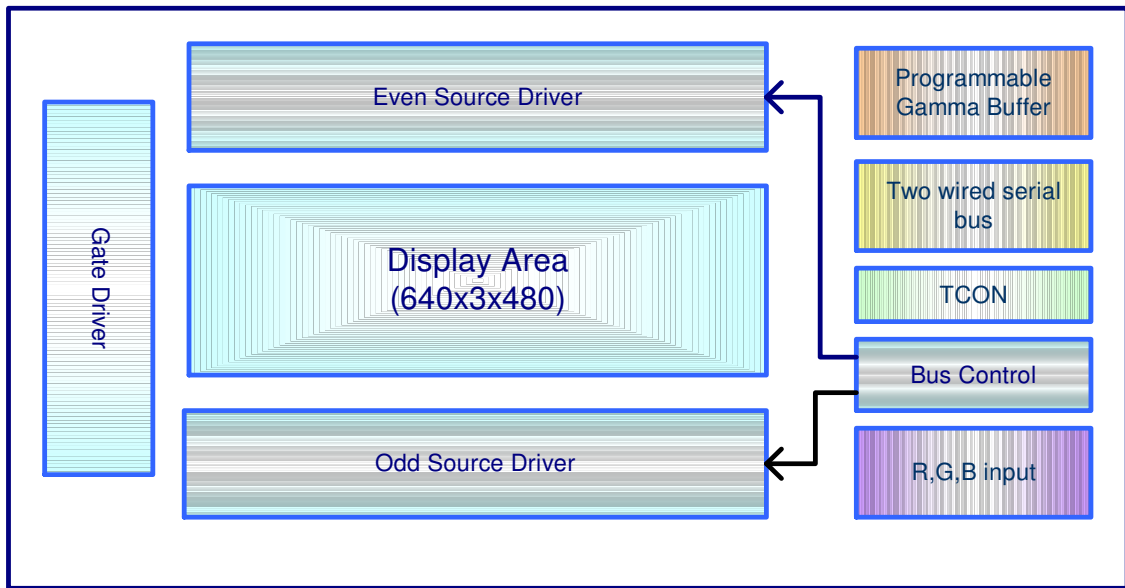 Even Source Driver
Programmable
Gamma Buffer
Gate Driver
Two wired serial
bus
Display Area
(640x3x480)
TCON
Bus Control
Odd Source Driver
R,G,B input